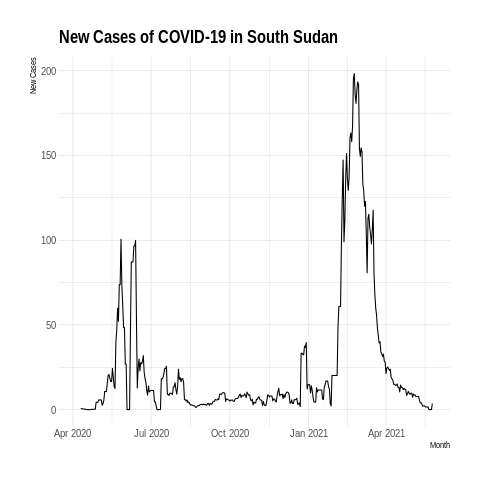 New Cases of COVID-19 in South Sudan
New Cases
200
150
100
50
0
Apr 2020 Jul 2020 Oct 2020 Jan 2021 Apr 2021
Month